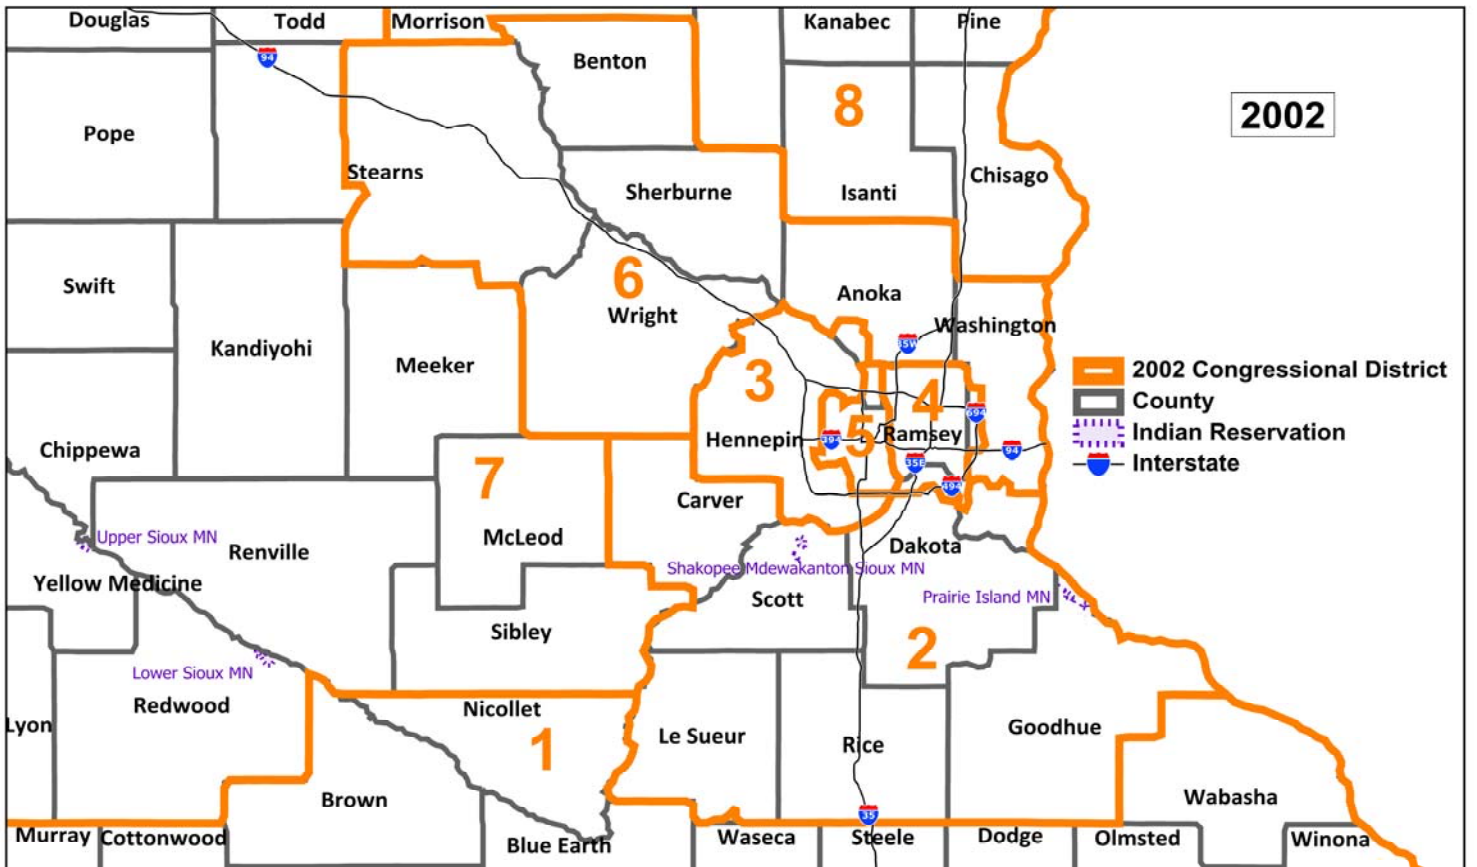 Douglas
Todd
Morrison
Kanabec
Pine
94
Benton
Pope
8
2002
Stearns
Sherburne
Isanti
Chisago
Swift
6
Wright
Anoka
Washington
Kandiyohi
35W
Meeker
3
4
2002 Congressional District
County
694
Chippewa
Hennepin
394
5
Ramsey
Indian Reservation
94
35E
Interstate
7
Carver
494
Upper Sioux MN
Renville
McLeod
Dakota
Yellow Medicine
Shakopee Mdewakanton Sioux MN
Scott
Prairie Island MN
Sibley
2
Lower Sioux MN
Redwood
Nicollet
Lyon
1
Le Sueur
Rice
Goodhue
Brown
Wabasha
35
Murray
Cottonwood
Blue Earth
Waseca
Steele
Dodge
Olmsted
Winona